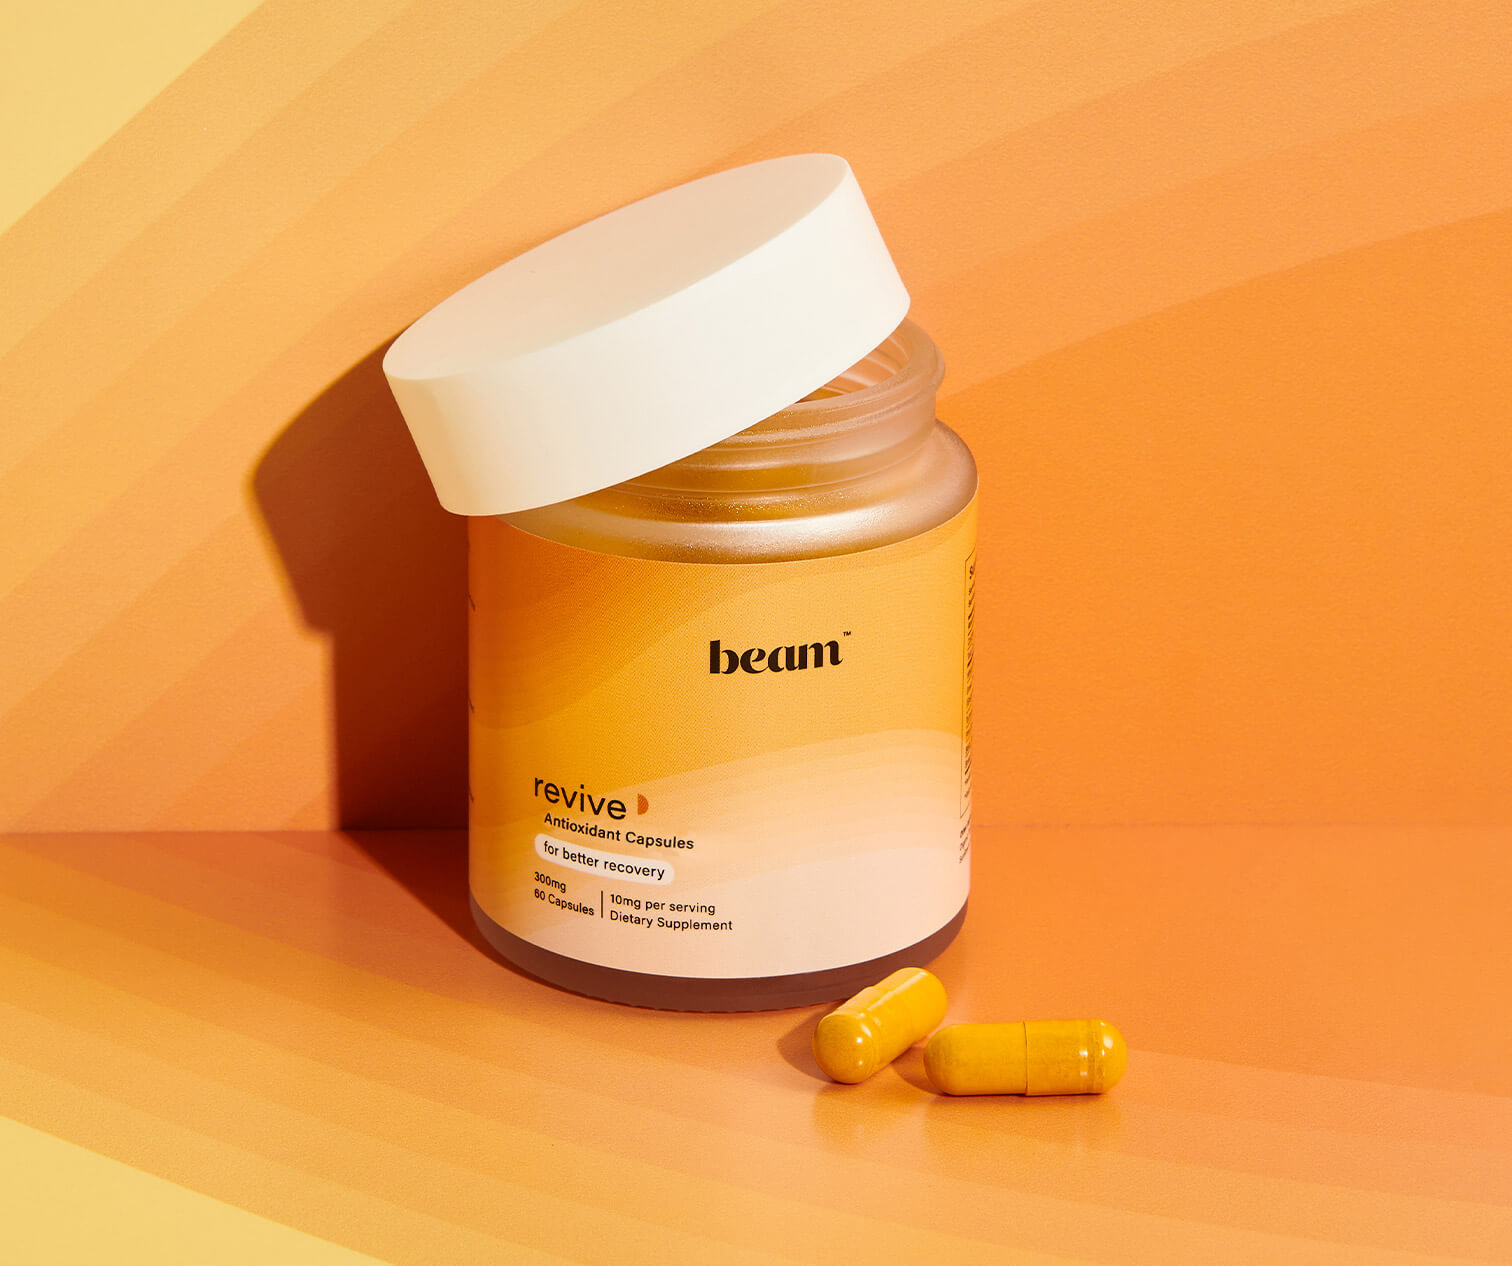 beam™
revive
Antioxidant Capsules
for better recovery
300mg
60 Capsules
10mg per serving
Dietary Supplement